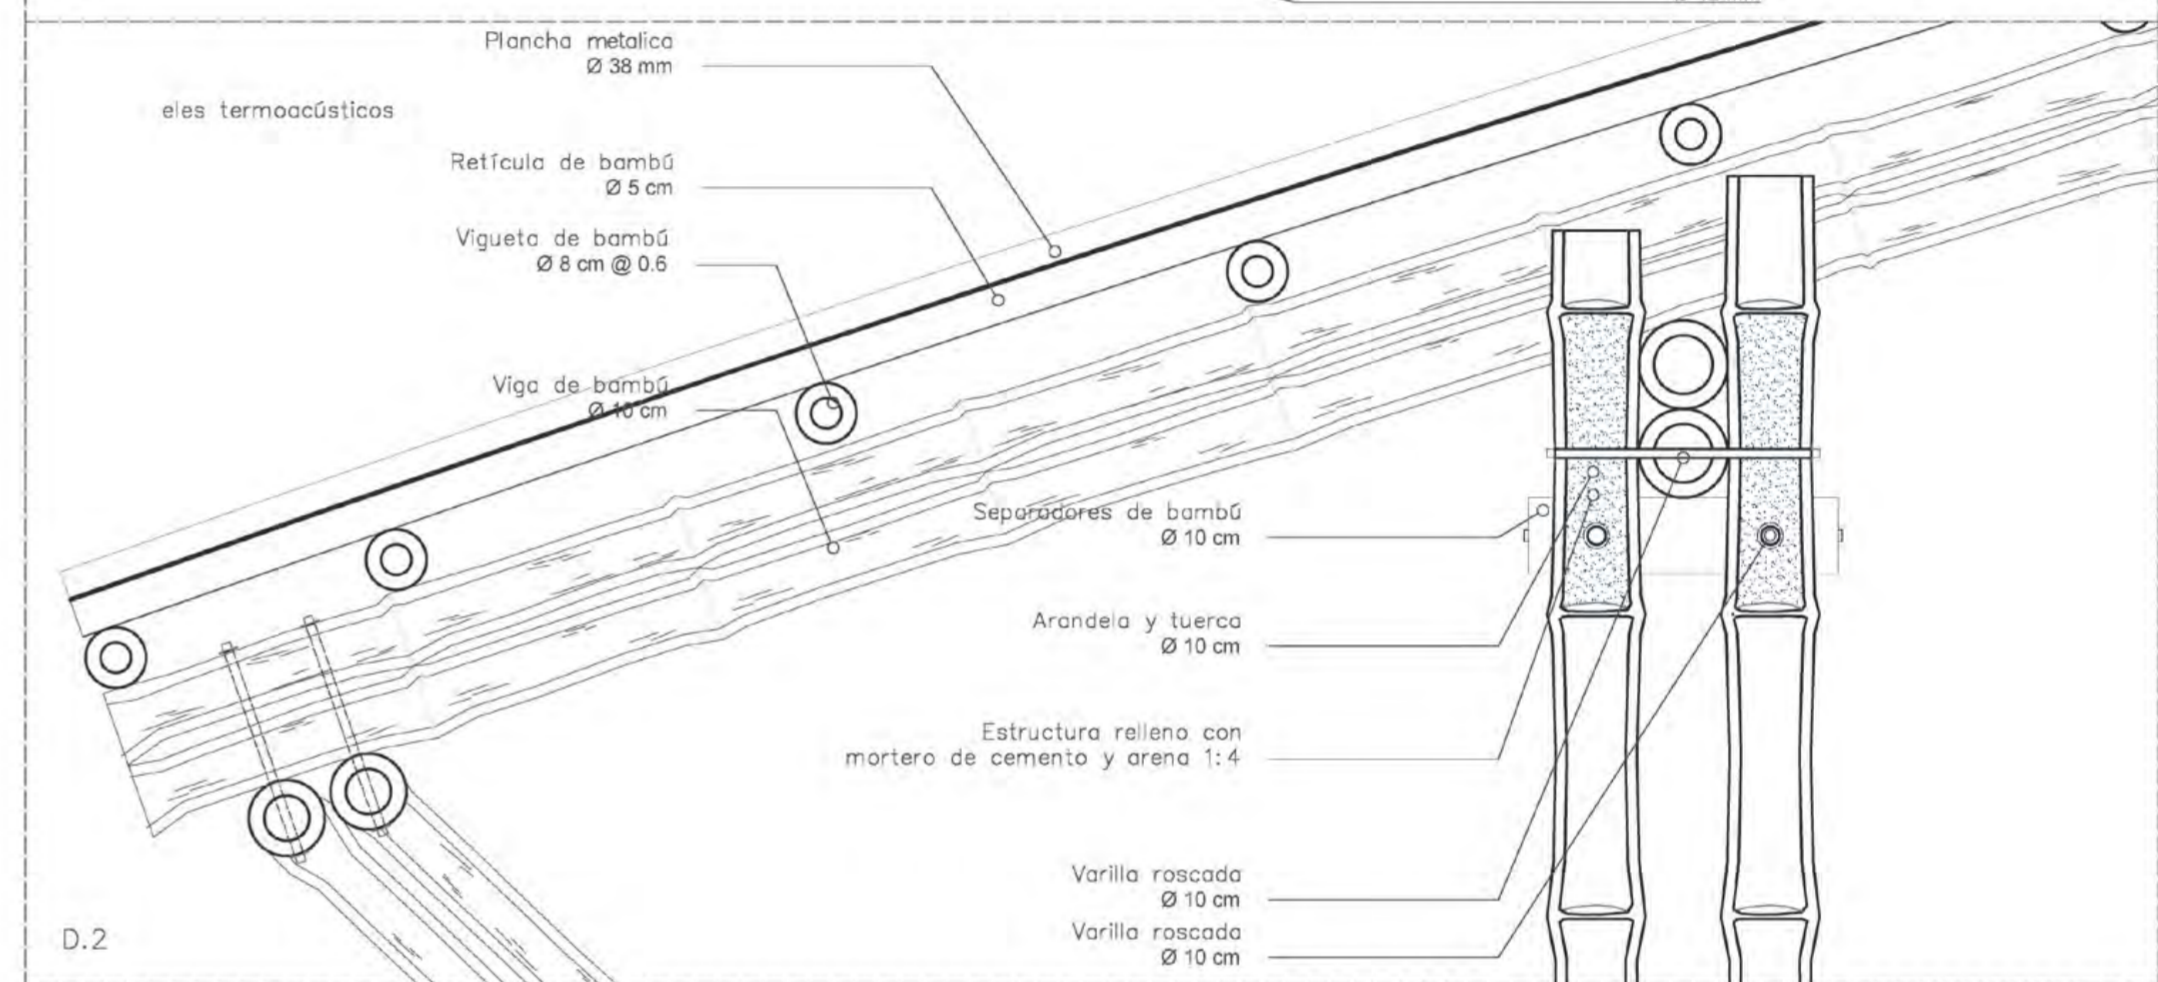 Plancha metalica
Ø 38 mm
eles termoacústicos
Retícula de bambú
Ø 5 cm
Vigueta de bambú
Ø 8 cm @ 0.6
Viga de bambú
Ø 10 cm
Separadores de bambú
Ø 10 cm
Arandela y tuerca
Ø 10 cm
Estructura relleno con
mortero de cemento y arena 1:4
Varilla roscada
Ø 10 cm
Varilla roscada
Ø 10 cm
D.2